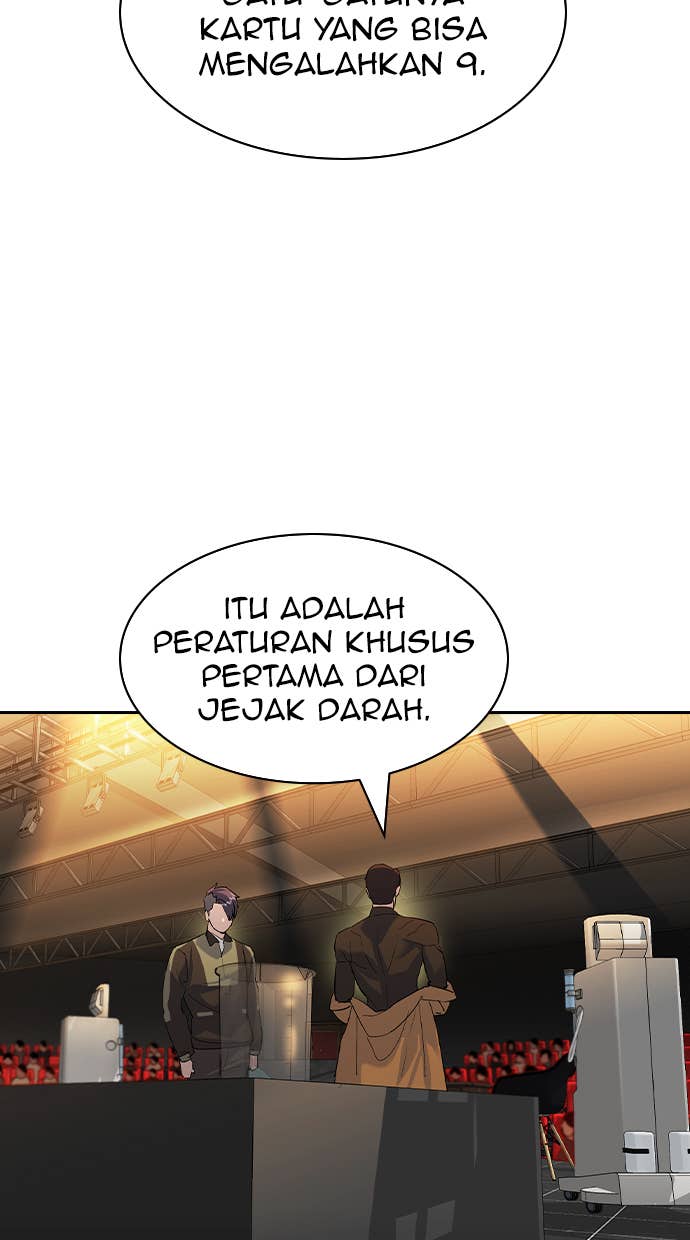 KARTU YANG BISA
MENGALAHKAN 9.
ITU ADALAH
PERATURAN KHUSUS
PERTAMA DARI
JEJAK DARAH.